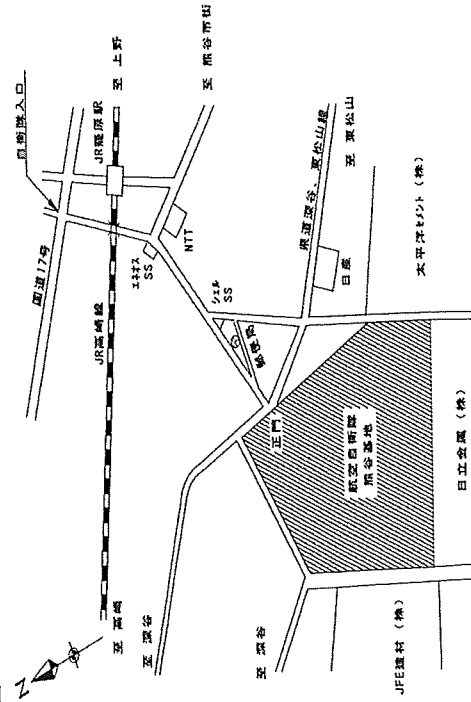 自衛隊入口
国道17号
JR籠原駅
至 上野
JR高崎線
至 高崎
至 熊谷市街
エネオス
SS
NTT
シェル
SS
郵便局
県道深谷、東松山線
至 東松山
日産
太平洋セメント (株)
正門
航空自衛隊
熊谷基地
日立金属 (株)
至 深谷
至 深谷
JFE建材 (株)
N